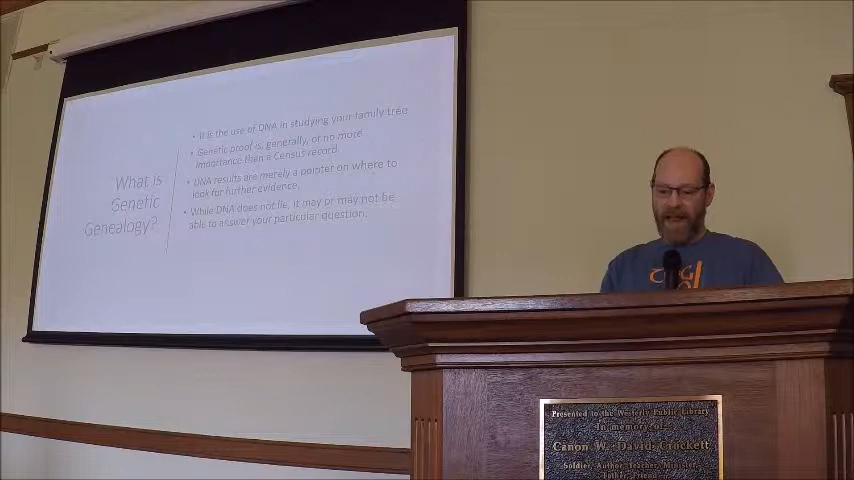 What is
Genetic
Genealogy?
• It is the use of DNA in studying your family tree
• Genetic proof is, generally, of no more
importance than a Census record.
• DNA results are merely a pointer on where to
look for further evidence.
• While DNA does not lie, it may or may not be
able to answer your particular question.
Presented to the Westerly Public Library
In memory of
Canon W. David Crockett
Soldier, Author, Teacher, Minister,
Father, Friend